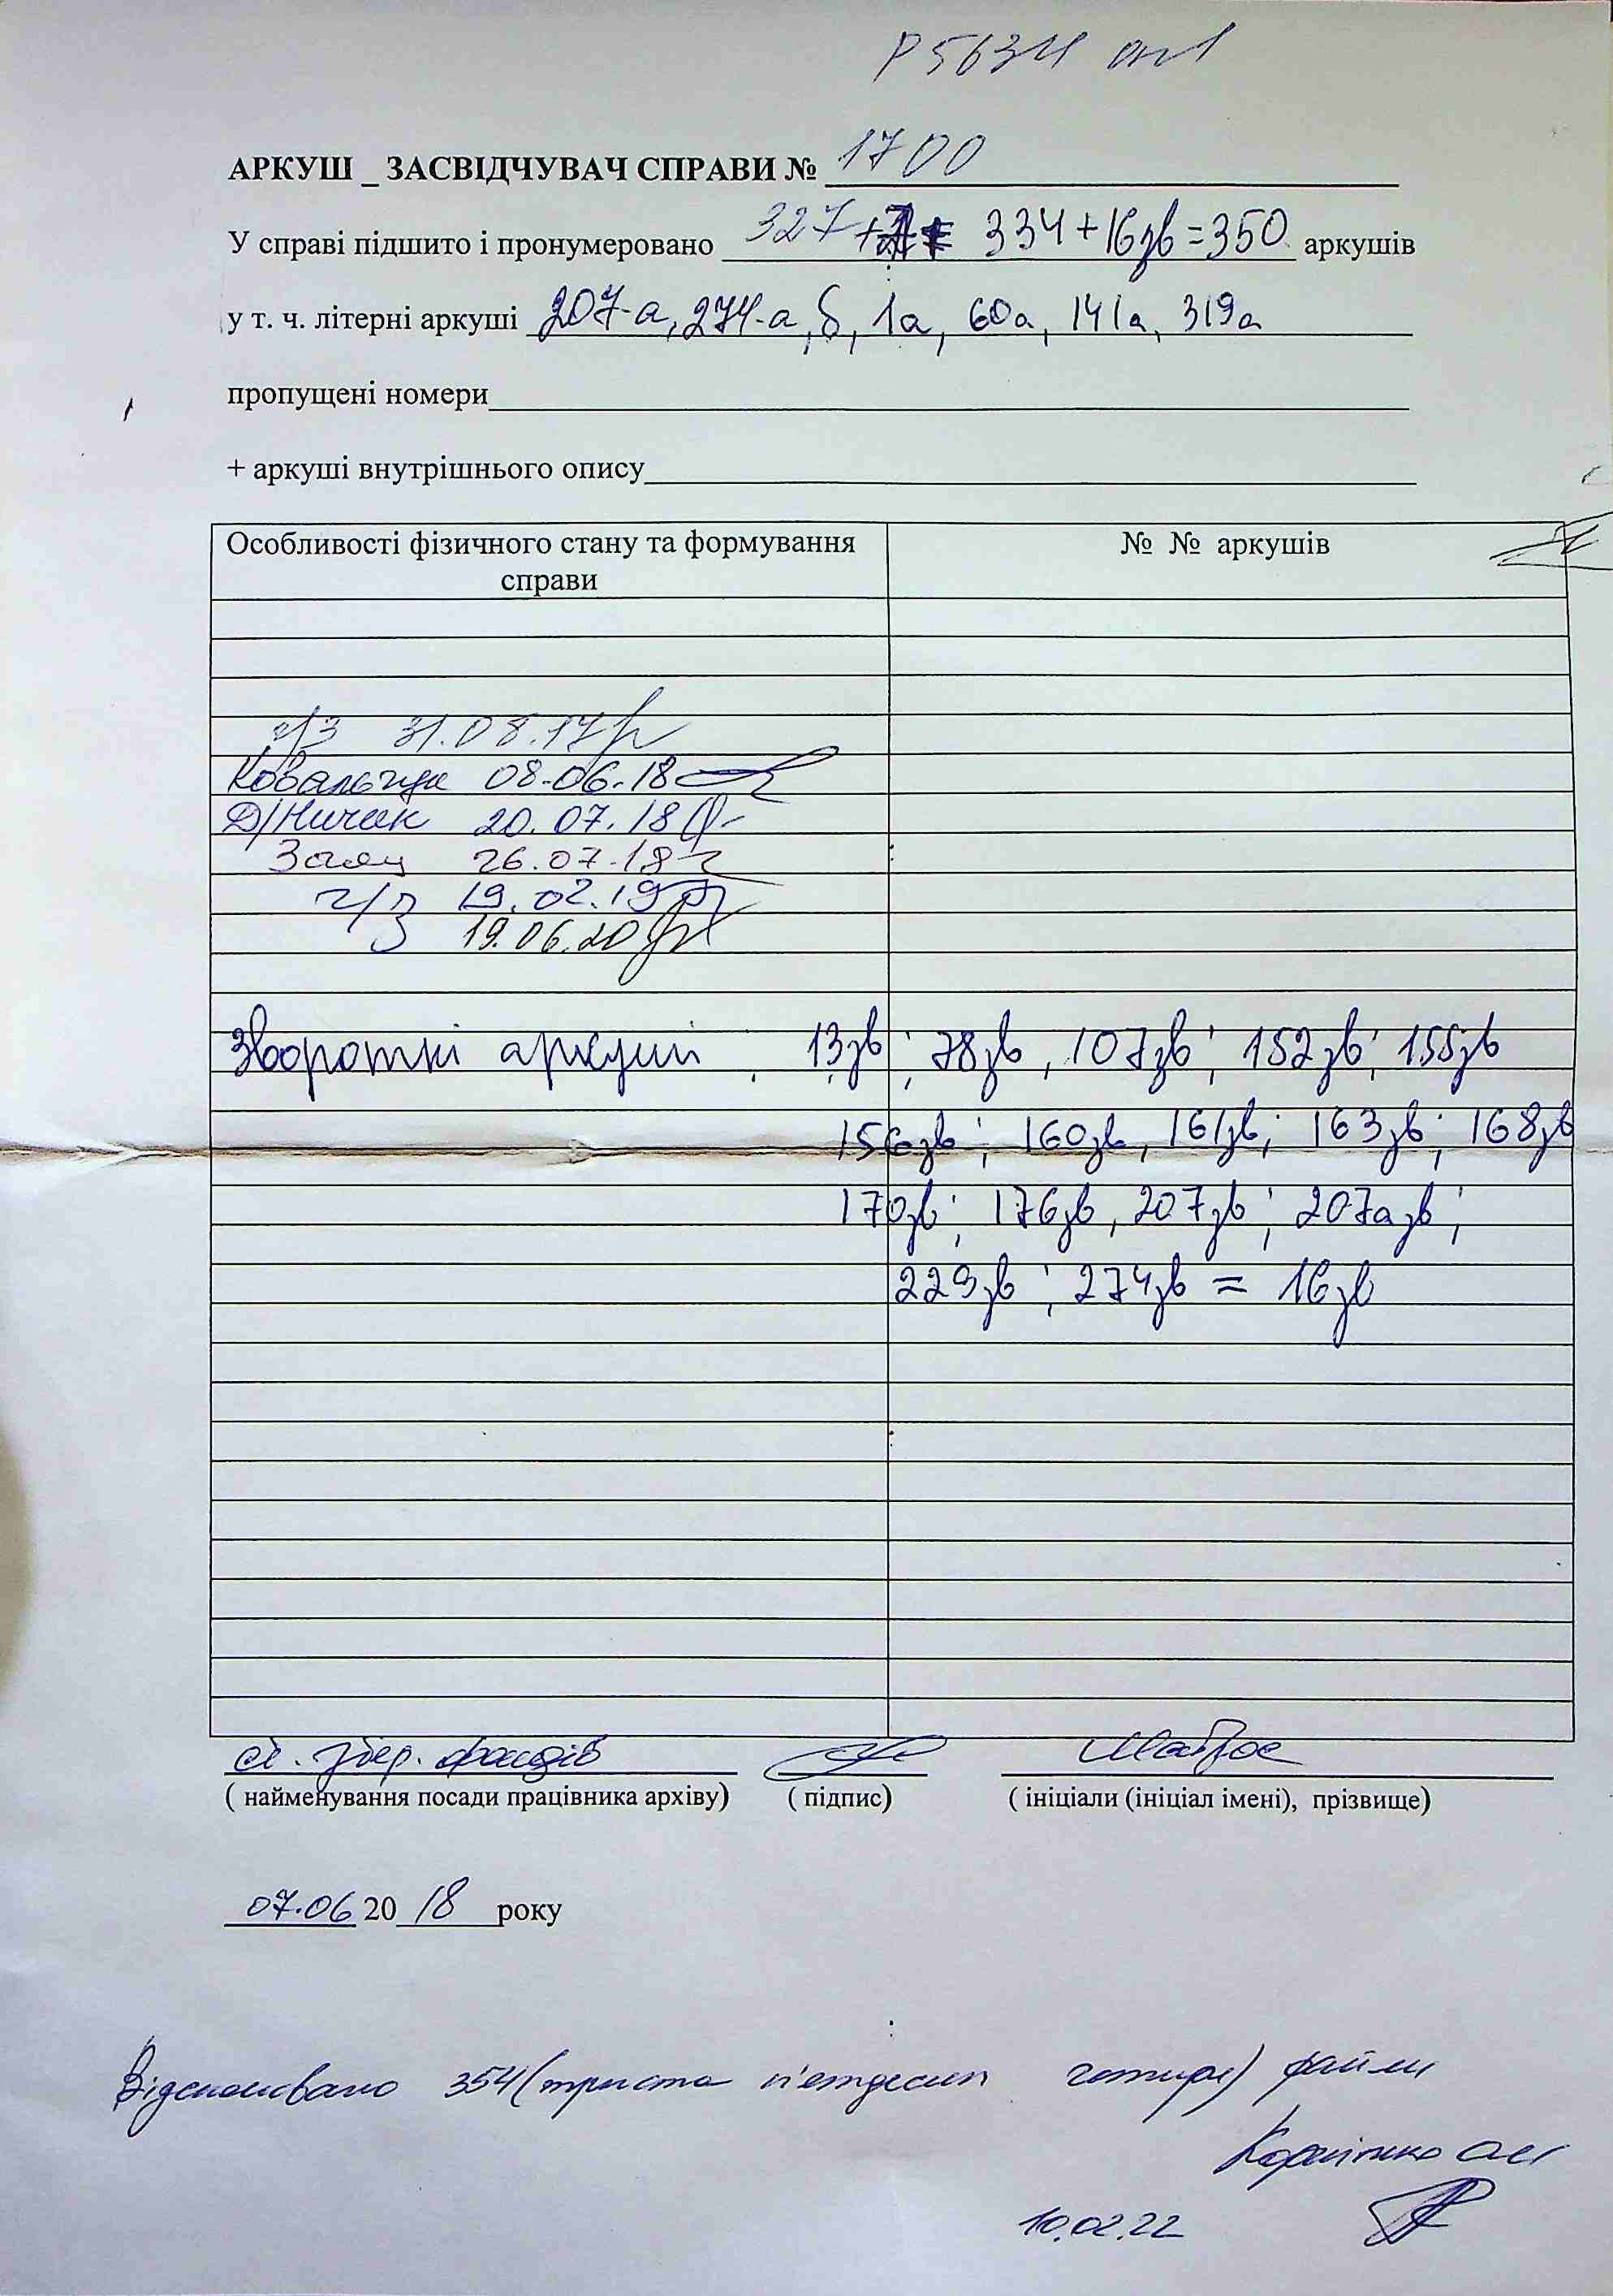 Р5634 оп1
АРКУШ _ ЗАСВІДЧУВАЧ СПРАВИ № 1700
У справі підшито і пронумеровано 327+7= 334+16зв=350 аркушів
у т. ч. літерні аркуші 207-а, 274-а, б, 1а, 60а, 141а, 319а
пропущені номери
+ аркуші внутрішнього опису
Особливості фізичного стану та формування справи № № аркушів
ч/з 31.08.17
Ковальчук 08.06.18
Д/Ничик 20.07.18
Заяц 26.07.18
ч/з 19.02.19
19.06.20
Зворотні аркуші, 13зв; 78зв, 107зв; 152зв; 155зв
156зв; 160зв, 161зв; 163зв; 168зв
170зв; 176зв, 207зв; 207азв;
229зв; 274зв = 16зв
фондів
( найменування посади працівника архіву) ( підпис) ( ініціали (ініціал імені), прізвище)
07.06 20 18 року
Відскановано 354 (триста п'ятдесят чотири) файли
10.02.22